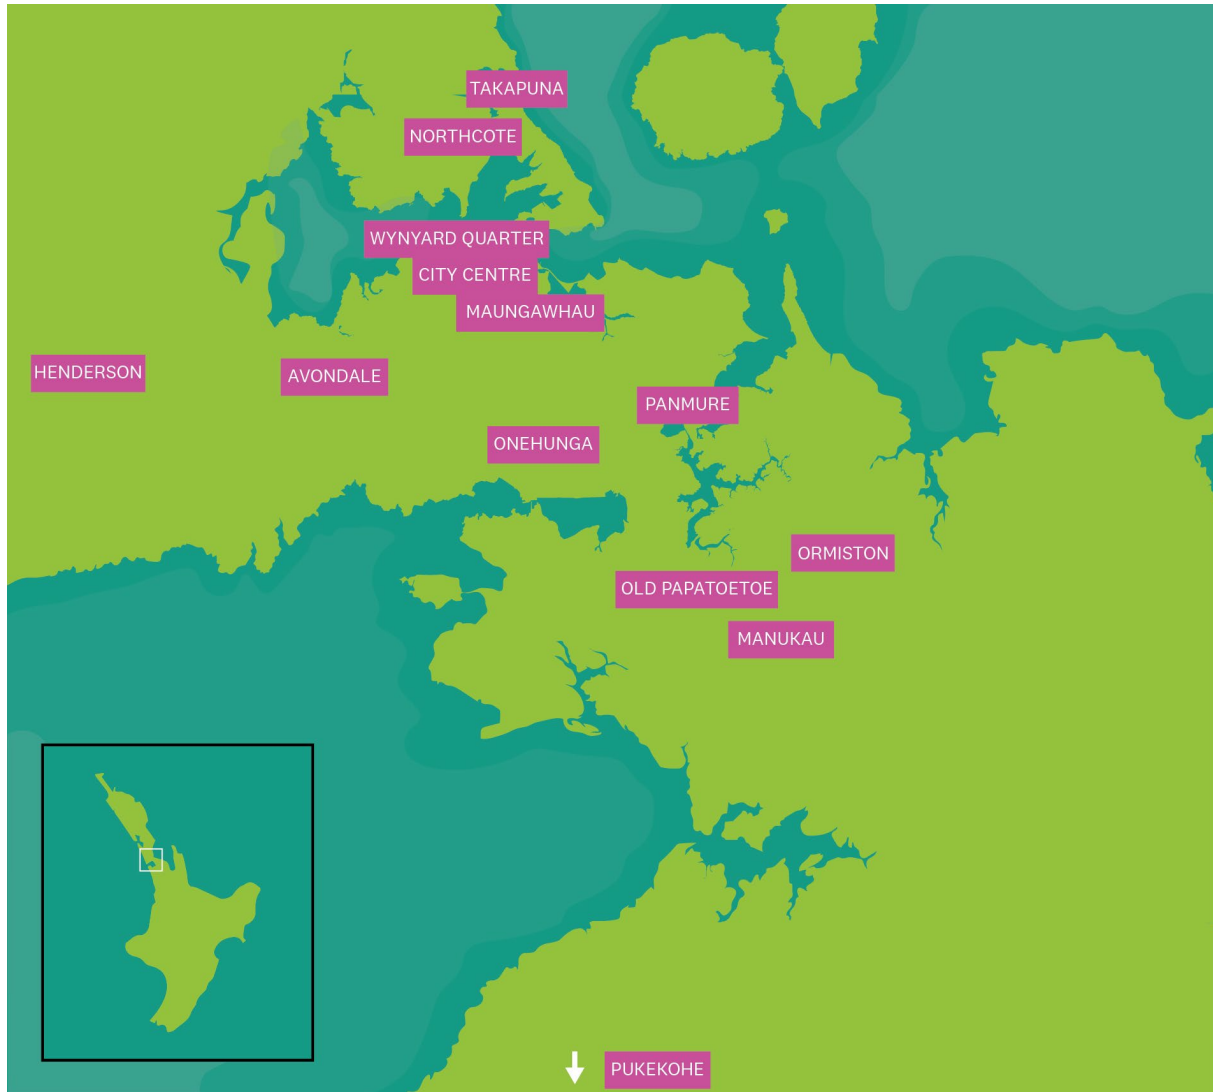 TAKAPUNA
NORTHCOTE
WYNYARD QUARTER
CITY CENTRE
MAUNGAWHAU
HENDERSON
AVONDALE
PANMURE
ONEHUNGA
ORMISTON
OLD PAPATOETOE
MANUKAU
PUKEKOHE